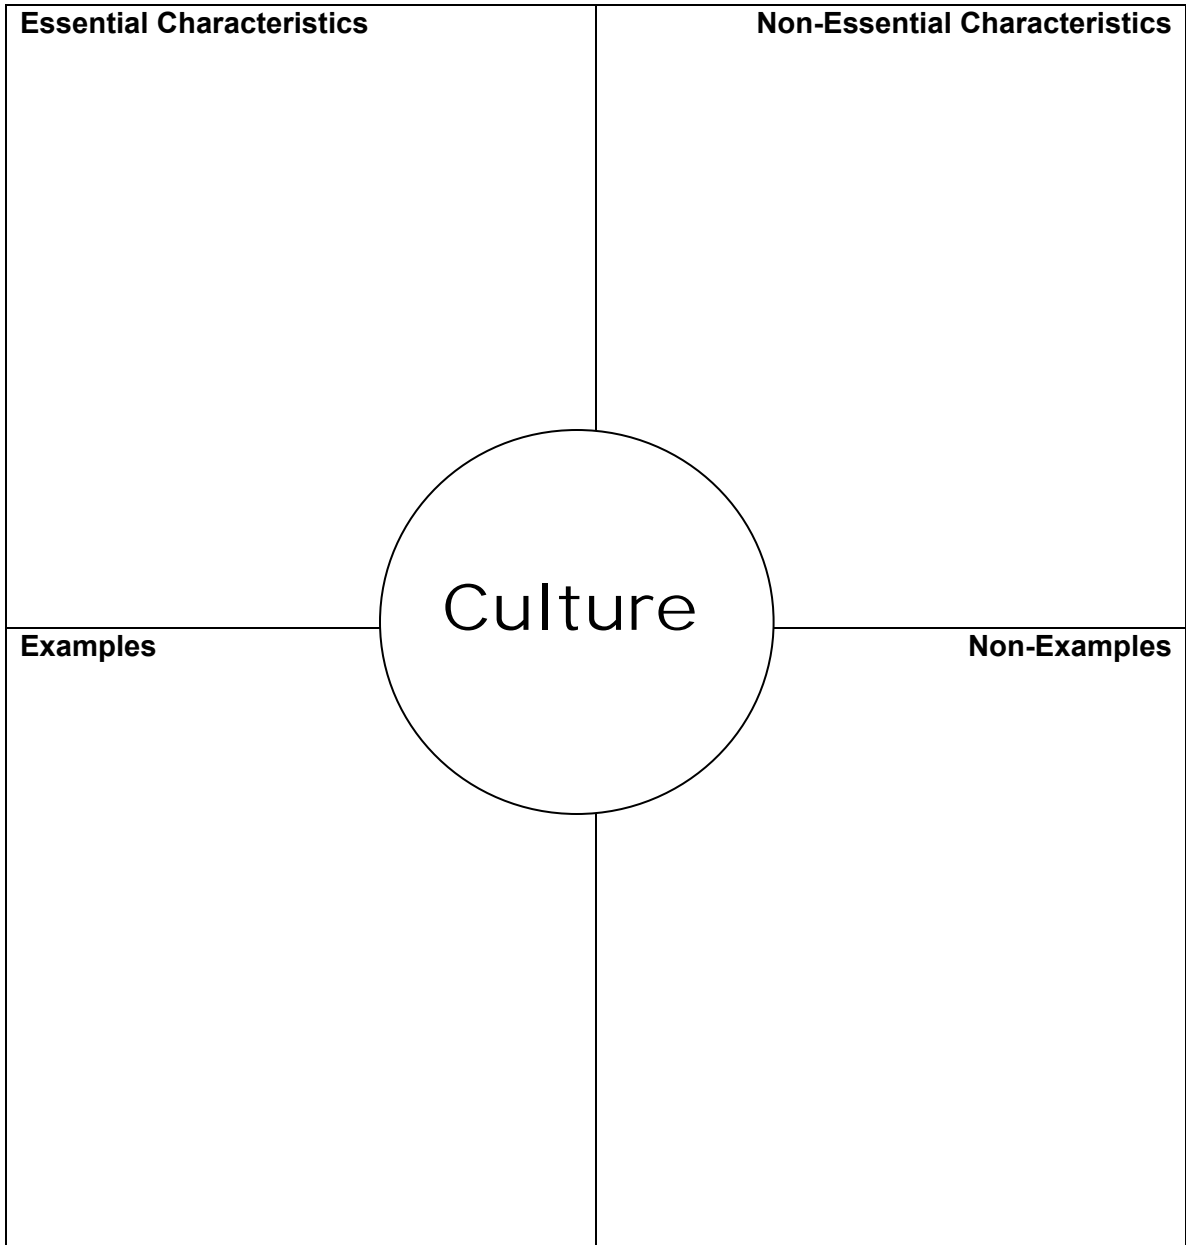 Essential Characteristics
Non-Essential Characteristics
Culture
Examples
Non-Examples